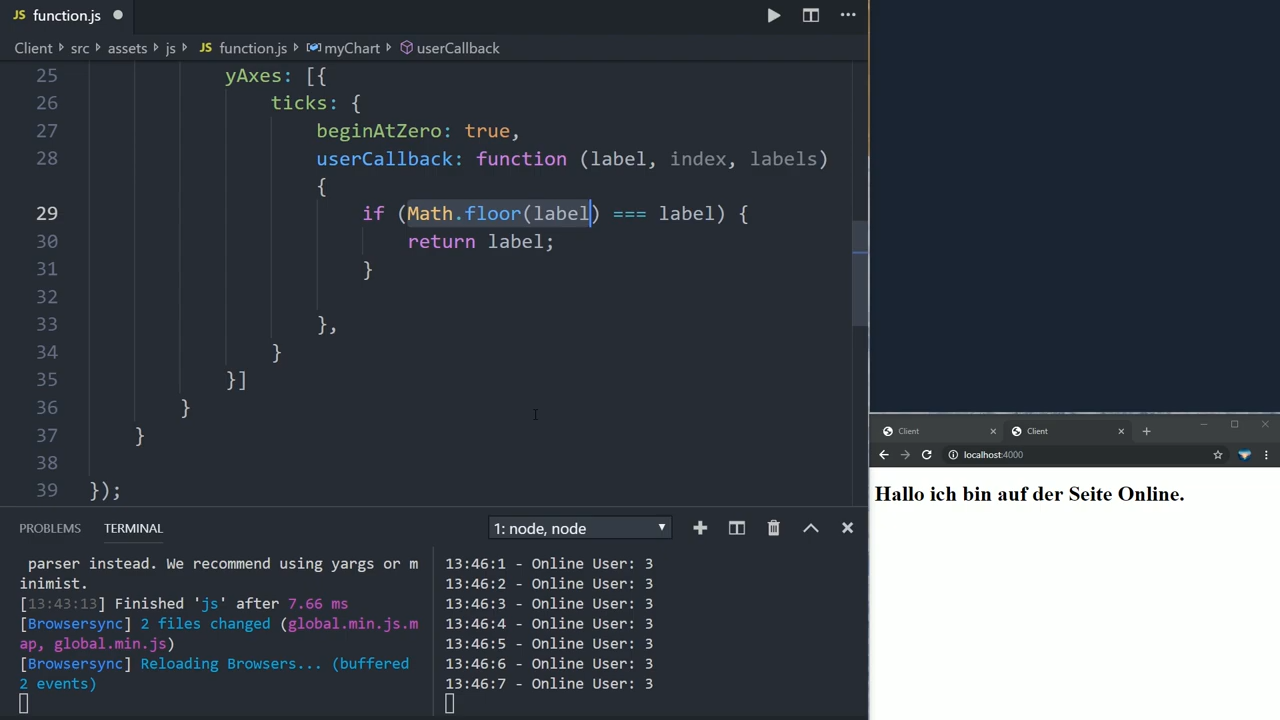 JS function.js
Client src assets js JS function.js myChart userCallback
25 yAxes: [{
26 ticks: {
27 beginAtZero: true,
28 userCallback: function (label, index, labels)
{
29 if (Math.floor(label) === label) {
30 return label;
31 }
32
33 },
34 }
35 }]
36 }
37 }
38
39 });
PROBLEMS TERMINAL 1: node, node
parser instead. We recommend using yargs or m
inimist.
[13:43:13] Finished 'js' after 7.66 ms
[Browsersync] 2 files changed (global.min.js.m
ap, global.min.js)
[Browsersync] Reloading Browsers... (buffered
2 events)
13:46:1 - Online User: 3
13:46:2 - Online User: 3
13:46:3 - Online User: 3
13:46:4 - Online User: 3
13:46:5 - Online User: 3
13:46:6 - Online User: 3
13:46:7 - Online User: 3
Client Client
localhost:4000
Hallo ich bin auf der Seite Online.